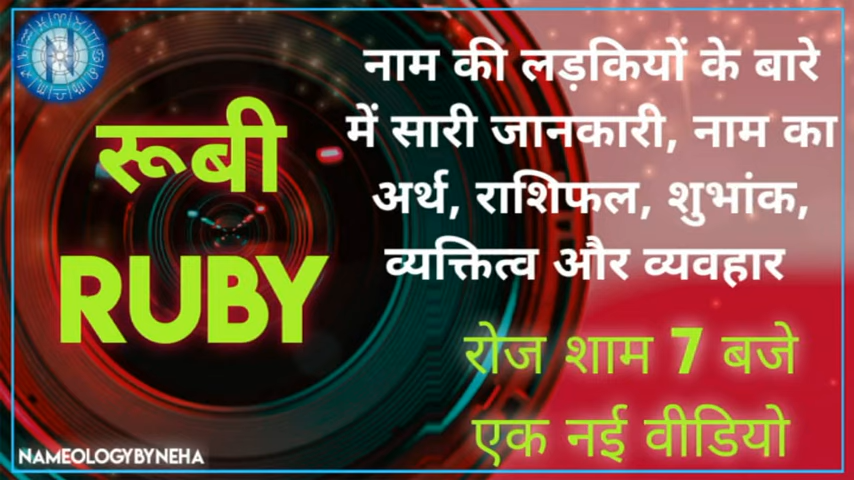 रूबी
RUBY
नाम की लड़कियों के बारे
में सारी जानकारी, नाम का
अर्थ, राशिफल, शुभांक,
व्यक्तित्व और व्यवहार
रोज शाम 7 बजे
एक नई वीडियो
NAMEOLOGYBYNEHA
N